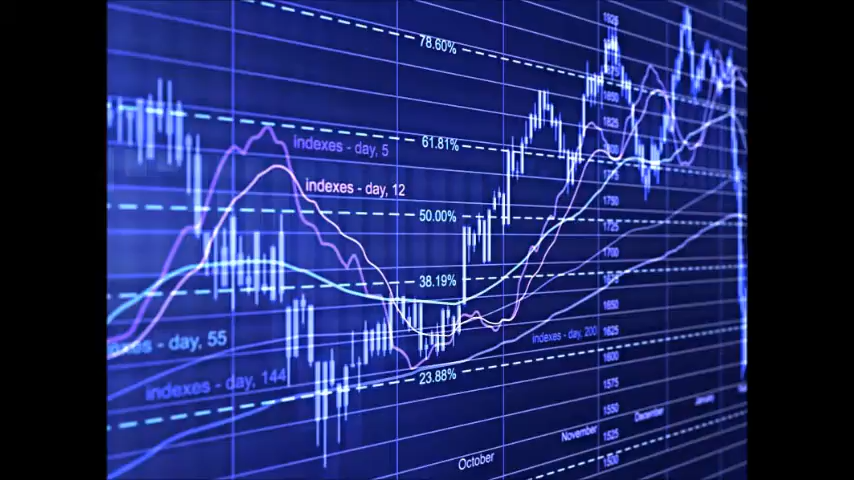 78.60%
indexes - day, 5
61.81%
indexes - day, 12
50.00%
38.19%
indexes - day, 55
indexes - day, 144
23.88%
indexes - day, 200
1925
1850
1825
1750
1725
1700
1650
1625
1600
1575
1550
1525
1500
October
November
December
January